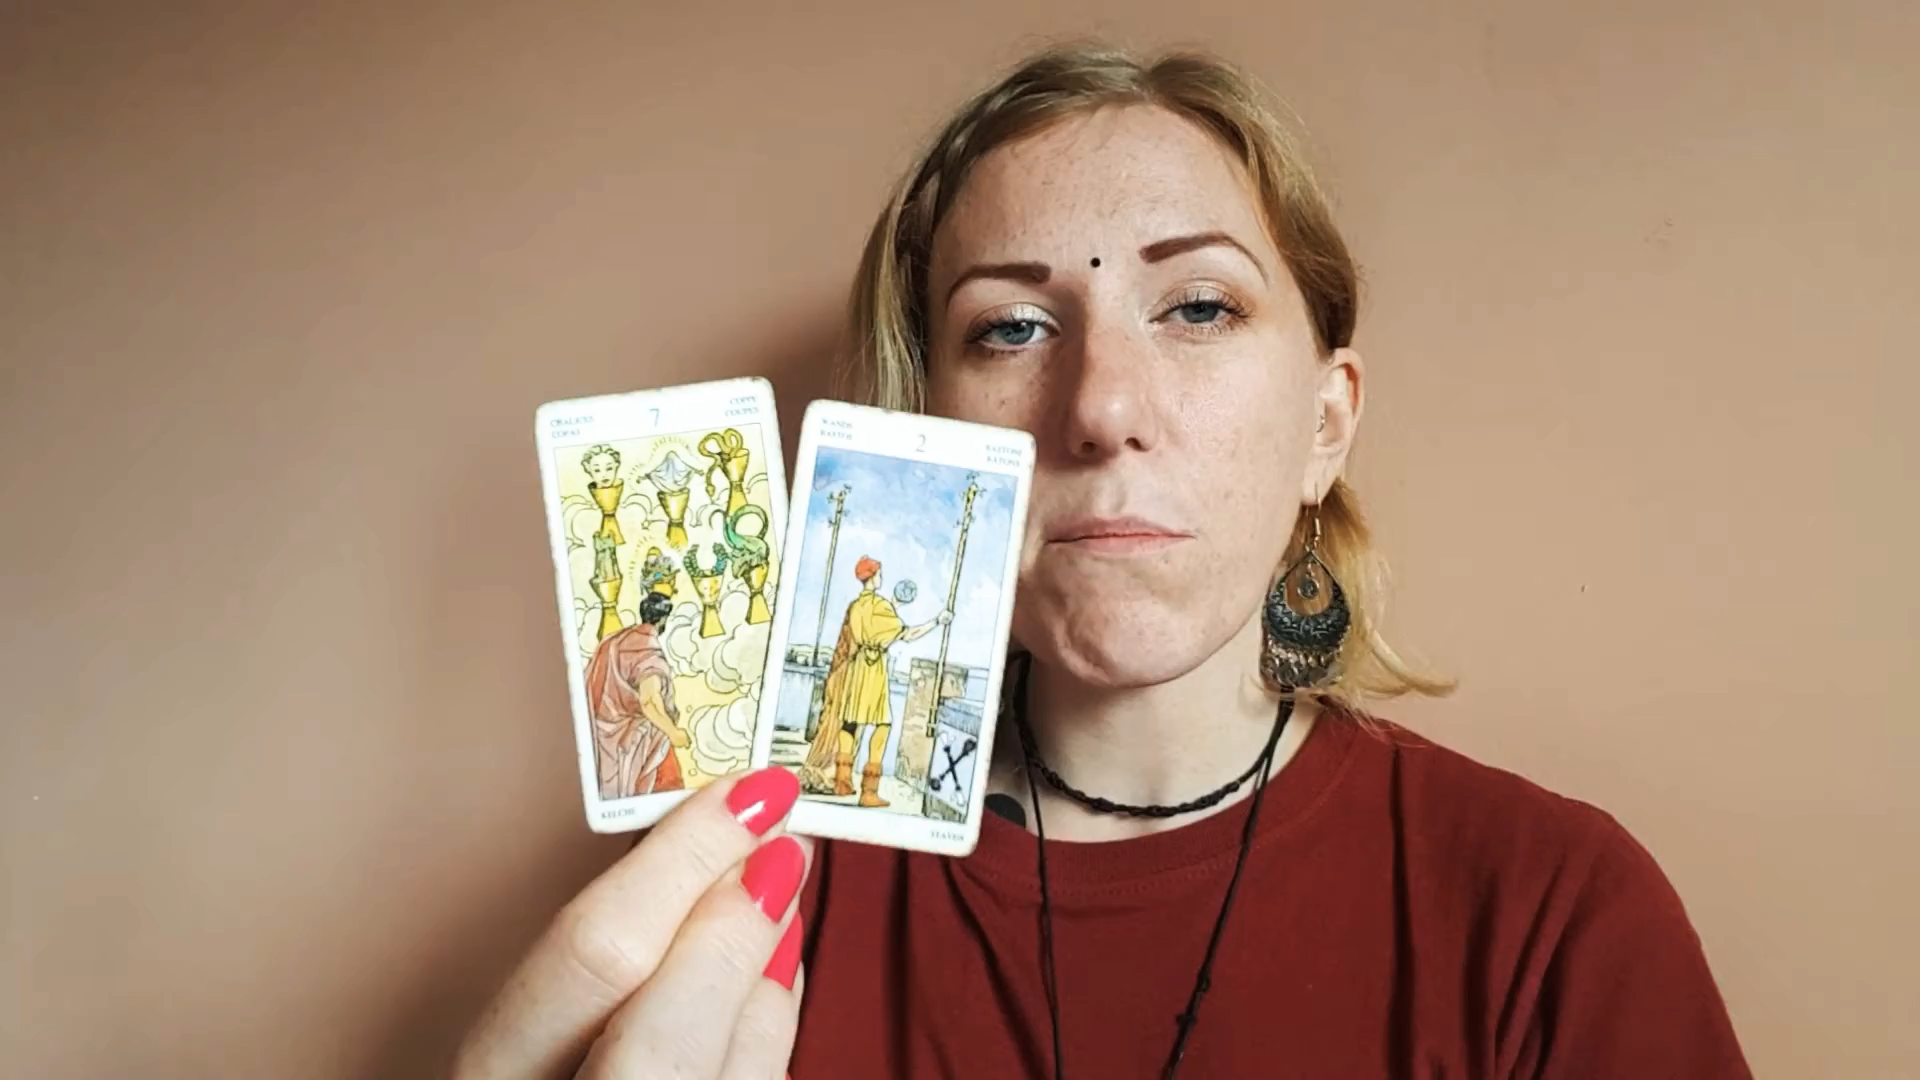 CHALICES
COPAS
7
COPPE
COUPES
KELCHE
WANDS
BASTOS
2
BASTONI
BATONS
STAVEN